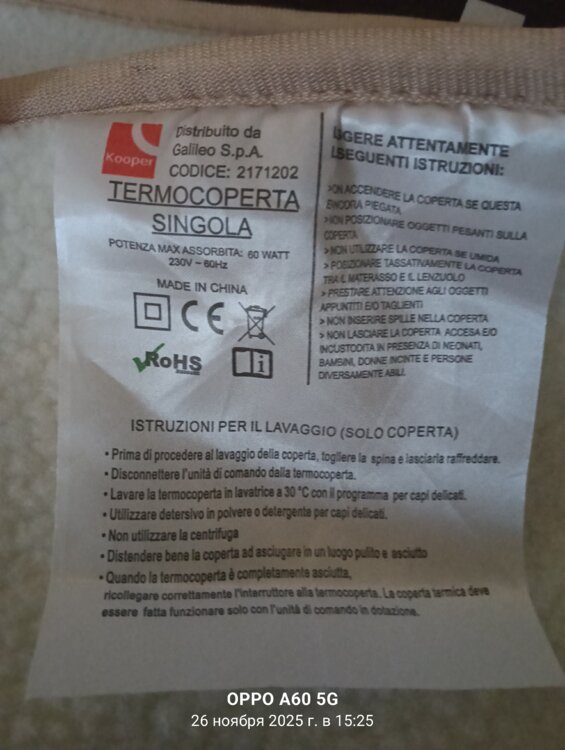 Kooper
Distribuito da
Galileo S.p.A.
CODICE: 2171202
TERMOCOPERTA
SINGOLA
POTENZA MAX ASSORBITA: 60 WATT
230V ~ 60Hz
MADE IN CHINA
CE
RoHS
i
GGERE ATTENTAMENTE
SEGUENTI ISTRUZIONI:
>NON ACCENDERE LA COPERTA SE QUESTA
ANCORA PIEGATA
>NON POSIZIONARE OGGETTI PESANTI SULLA
COPERTA
> NON UTILIZZARE LA COPERTA SE UMIDA
> POSIZIONARE TASSATIVAMENTE LA COPERTA
TRA IL MATERASSO E IL LENZUOLO
> PRESTARE ATTENZIONE AGLI OGGETTI
APPUNTITI E/O TAGLIENTI
> NON INSERIRE SPILLE NELLA COPERTA
> NON LASCIARE LA COPERTA ACCESA E/O
INCUSTODITA IN PRESENZA DI NEONATI,
BAMBINI, DONNE INCINTE E PERSONE
DIVERSAMENTE ABILI.
ISTRUZIONI PER IL LAVAGGIO (SOLO COPERTA)
• Prima di procedere al lavaggio della coperta, togliere la spina e lasciarla raffreddare.
• Disconnettere l'unità di comando dalla termocoperta.
• Lavare la termocoperta in lavatrice a 30 °C con il programma per capi delicati.
• Utilizzare detersivo in polvere o detergente per capi delicati.
• Non utilizzare la centrifuga
• Distendere bene la coperta ad asciugare in un luogo pulito e asciutto
• Quando la termocoperta è completamente asciutta,
ricollegare correttamente l'interruttore alla termocoperta. La coperta termica deve
essere fatta funzionare solo con l'unità di comando in dotazione.
OPPO A60 5G
26 ноября 2025 г. в 15:25